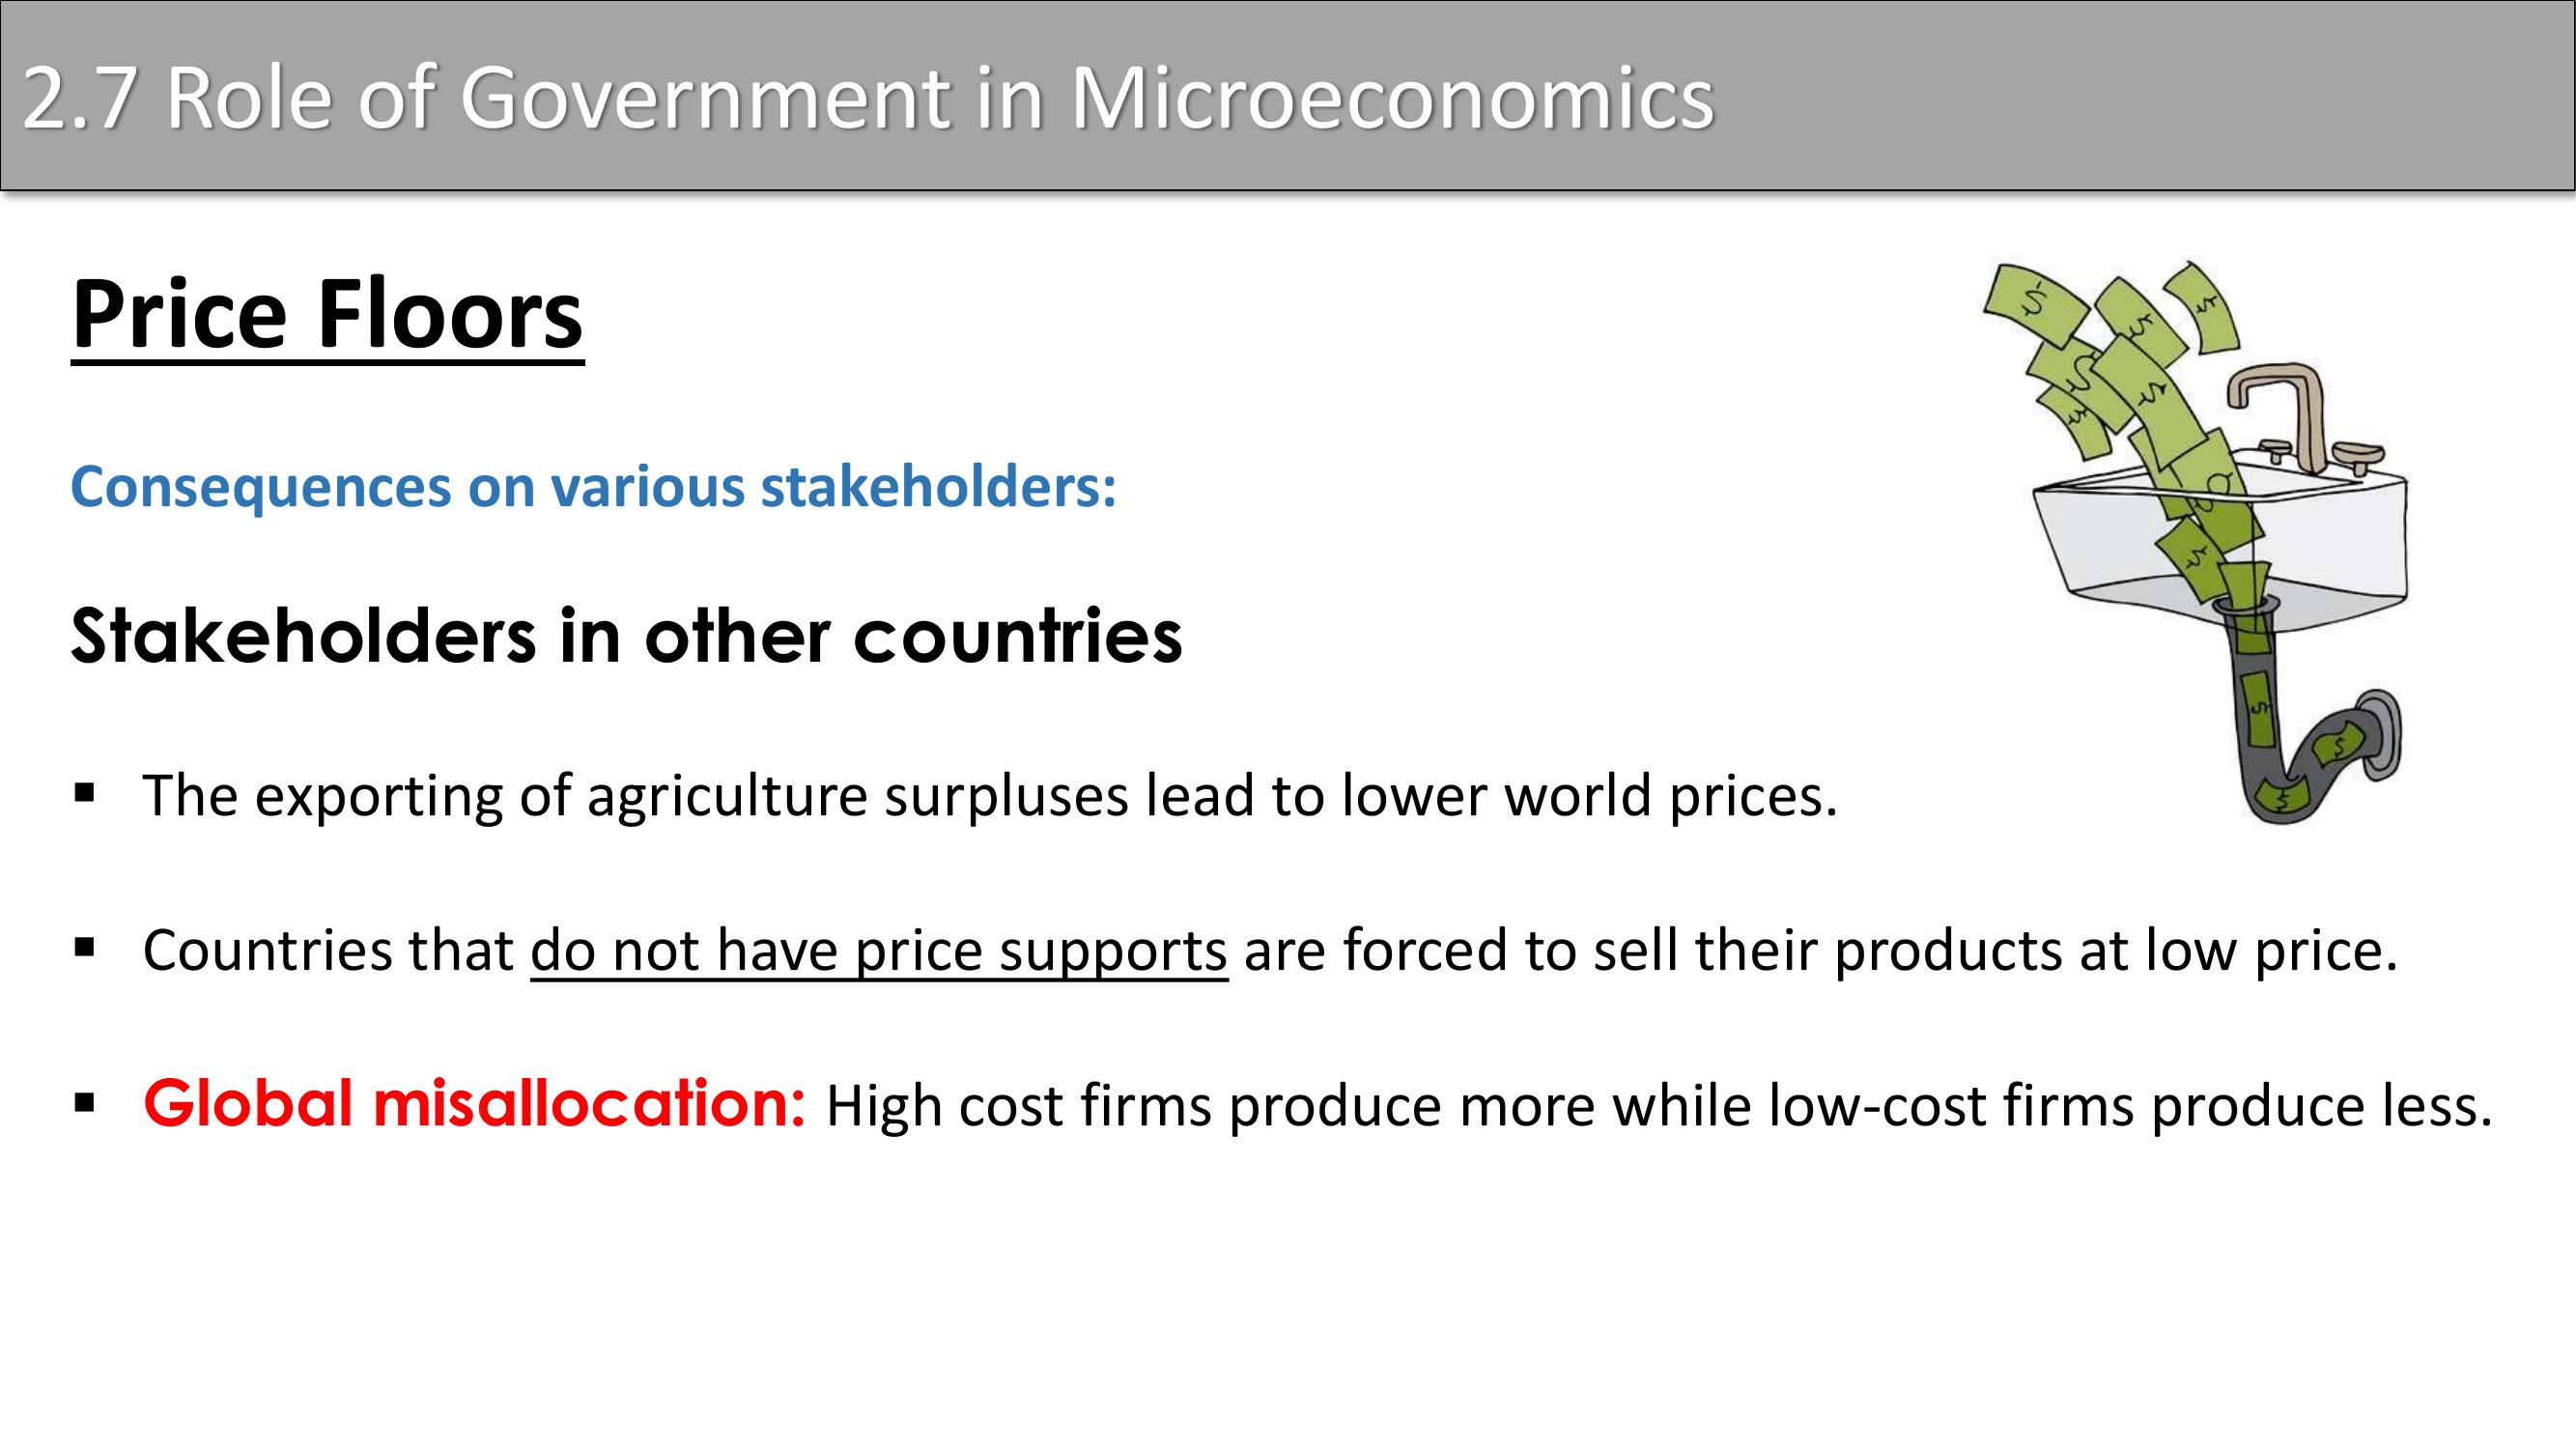 2.7 Role of Government in Microeconomics
Price Floors
Consequences on various stakeholders:
Stakeholders in other countries
▪ The exporting of agriculture surpluses lead to lower world prices.
▪ Countries that do not have price supports are forced to sell their products at low price.
▪ Global misallocation: High cost firms produce more while low-cost firms produce less.